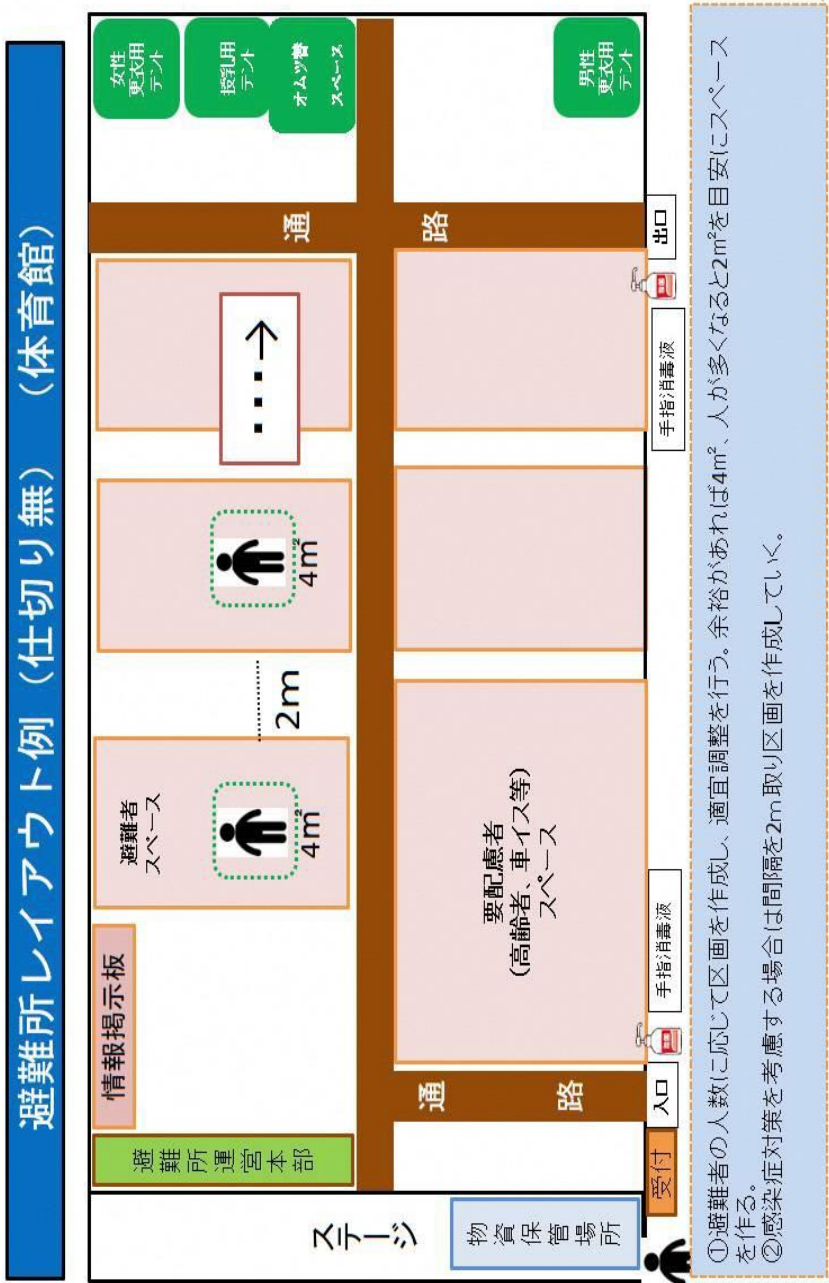 避難所レイアウト例(仕切り無) (体育館)
ステージ
物資保管場所
避難所運営本部
情報掲示板
避難者
スペース
4㎡
2m
4㎡
・・・・→
女性
更衣用
テント
授乳用
テント
オムツ替
スペース
通路
通路
受付
入口
手指消毒液
要配慮者
(高齢者、車イス等)
スペース
手指消毒液
出口
男性
更衣用
テント
①避難者の人数に応じて区画を作成し、適宜調整を行う。余裕があれば4㎡、人が多くなると2㎡を目安にスペース
を作る。
②感染症対策を考慮する場合は間隔を2m取り区画を作成していく。